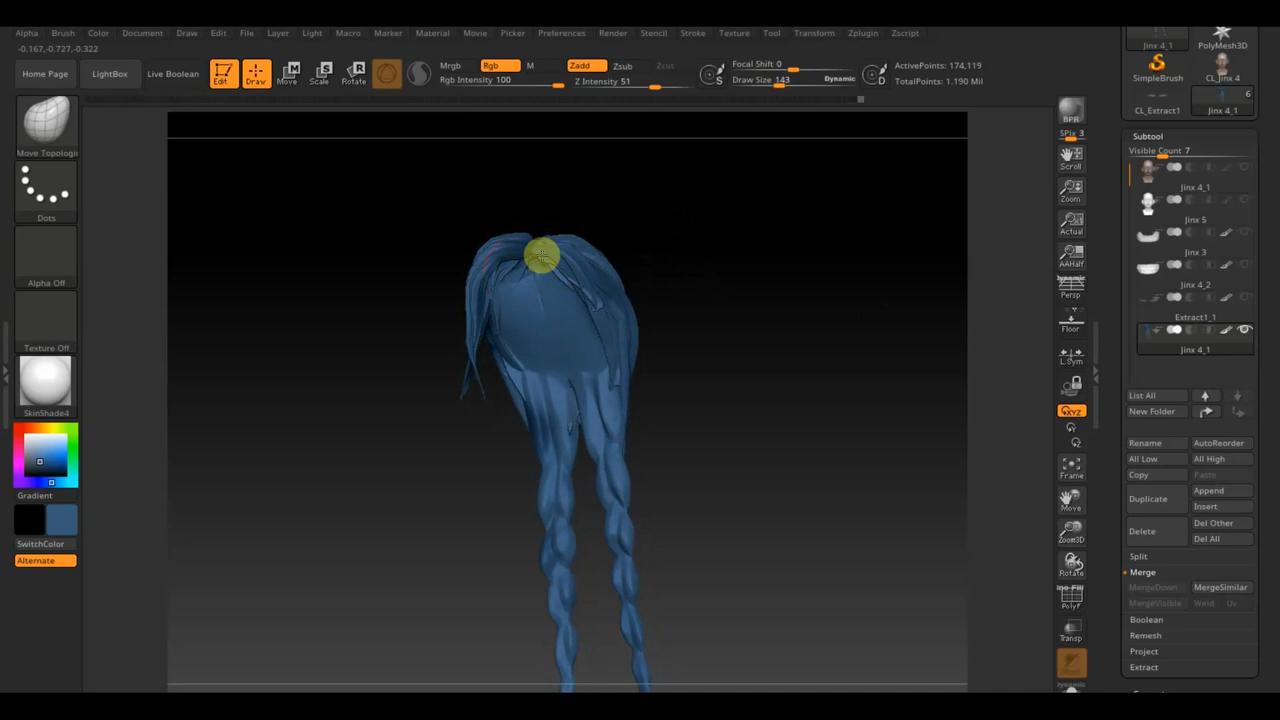 Alpha Brush Color Document Draw Edit File Layer Light Macro Marker Material Movie Picker Preferences Render Stencil Stroke Texture Tool Transform Zplugin Zscript
-0.167,-0.727,-0.322
Home Page LightBox Live Boolean Edit Draw Move Scale Rotate
Mrgb Rgb M Zadd Zsub Zcut
Rgb Intensity 100 Z Intensity 51
Focal Shift 0
Draw Size 143 Dynamic
S D
ActivePoints: 174,119
TotalPoints: 1.190 Mil
Move Topologic
Dots
Alpha Off
Texture Off
SkinShade4
Gradient
SwitchColor
Alternate
BPR
SPix 3
Scroll
Zoom
Actual
AAHalf
Dynamic
Persp
Floor
L.Sym
XYZ
Frame
Move
Zoom3D
Rotate
PolyF
Transp
Jinx 4_1 PolyMesh3D
SimpleBrush CL_Jinx 4
6
CL_Extract1 Jinx 4_1
Subtool
Visible Count 7
Jinx 4_1
Jinx 5
Jinx 3
Jinx 4_2
Extract1_1
Jinx 4_1
List All
New Folder
Rename AutoReorder
All Low All High
Copy Paste
Duplicate Append
Insert
Delete Del Other
Del All
Split
Merge
MergeDown MergeSimilar
MergeVisible Weld Uv
Boolean
Remesh
Project
Extract